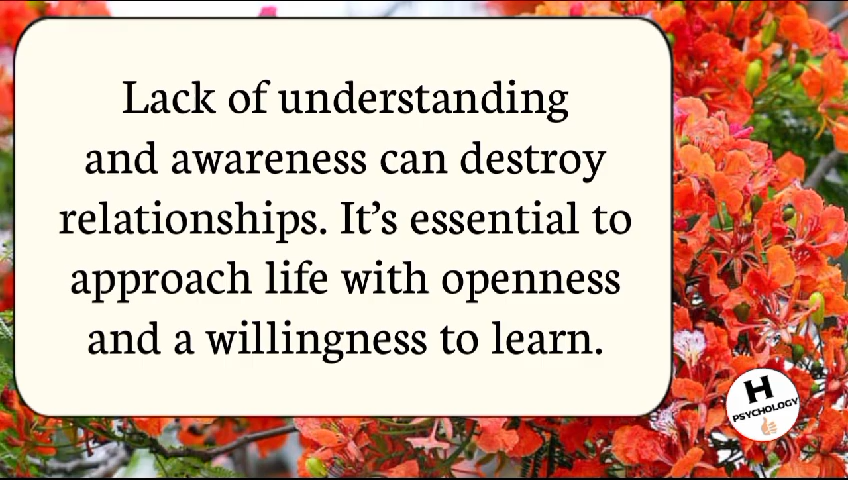 Lack of understanding
and awareness can destroy
relationships. It’s essential to
approach life with openness
and a willingness to learn.
H
PSYCHOLOGY